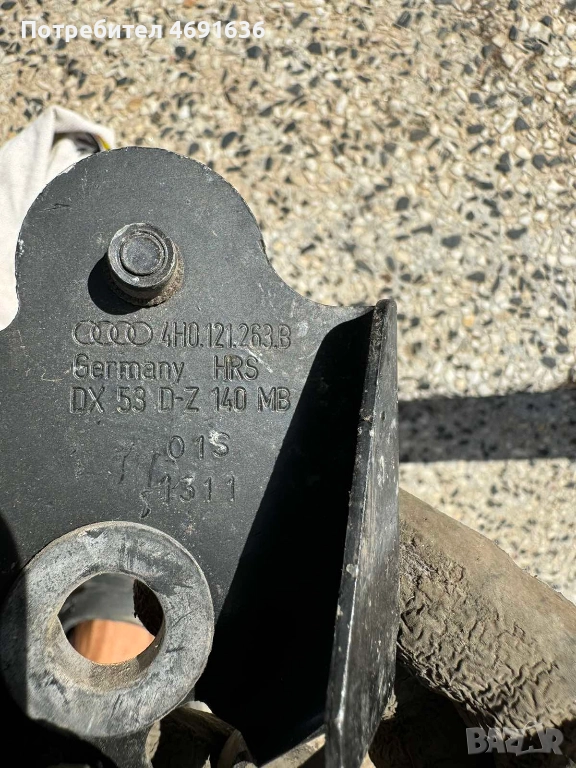 Потребител 4691636
4H0.121.263.B
Germany HRS
DX 53 D-Z 140 MB
01S
1311
BAZAR